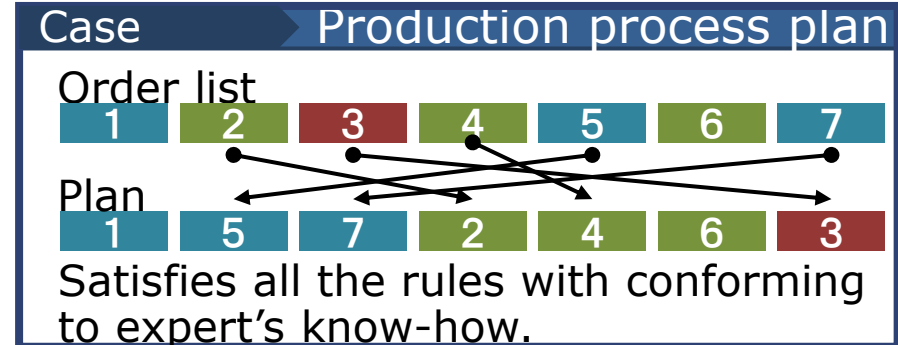 Case
Production process plan
Order list
1 2 3 4 5 6 7
Plan
1 5 7 2 4 6 3
Satisfies all the rules with conforming
to expert's know-how.